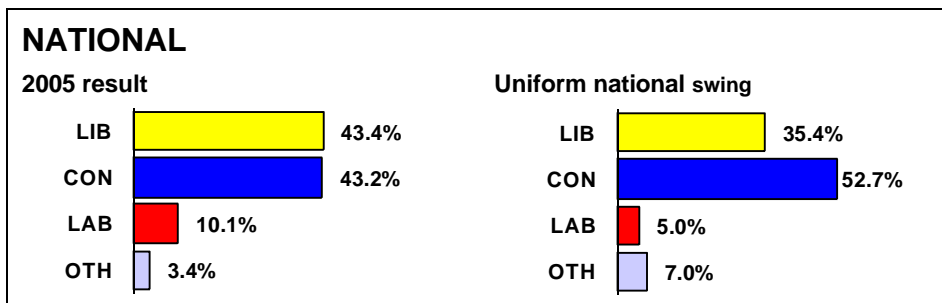 NATIONAL
2005 result
LIB 43.4%
CON 43.2%
LAB 10.1%
OTH 3.4%
Uniform national swing
LIB 35.4%
CON 52.7%
LAB 5.0%
OTH 7.0%